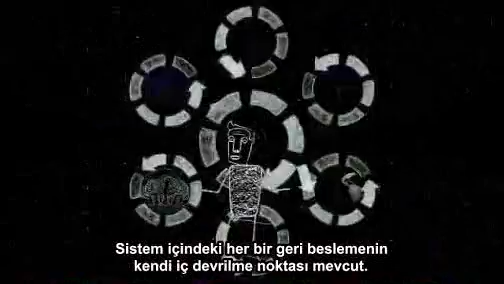 Sistem içindeki her bir geri beslemenin
kendi iç devrilme noktası mevcut.